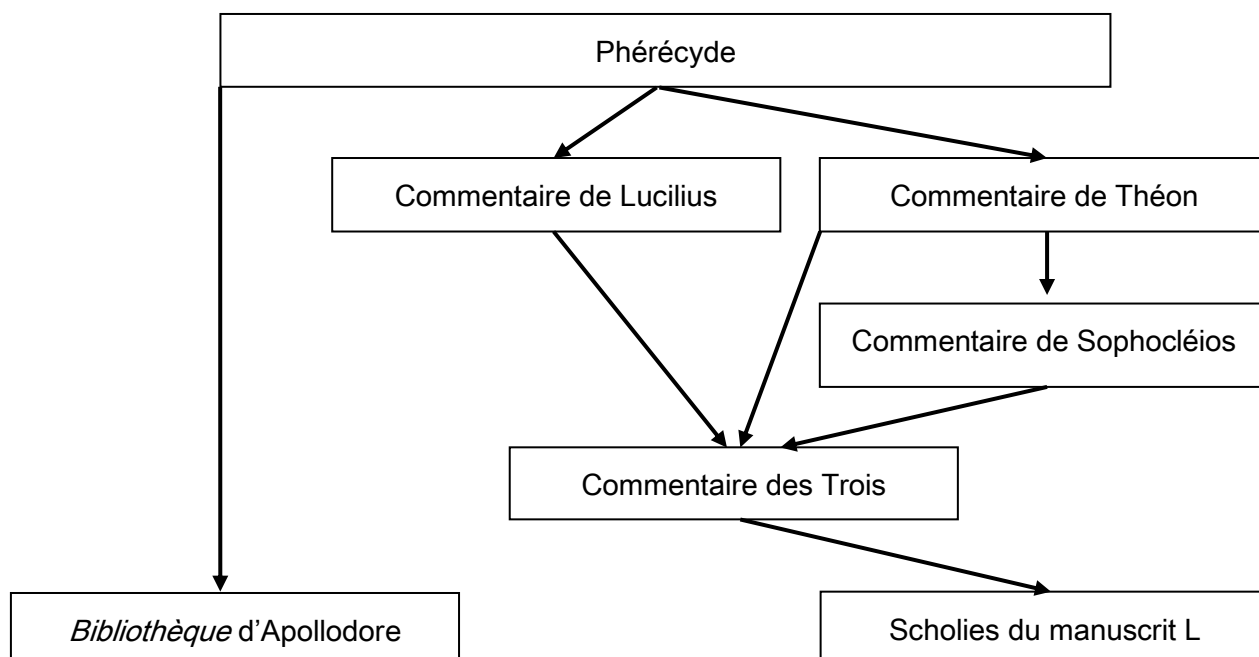 Phérécyde
Commentaire de Lucilius
Commentaire de Théon
Commentaire de Sophocléios
Commentaire des Trois
Bibliothèque d’Apollodore
Scholies du manuscrit L